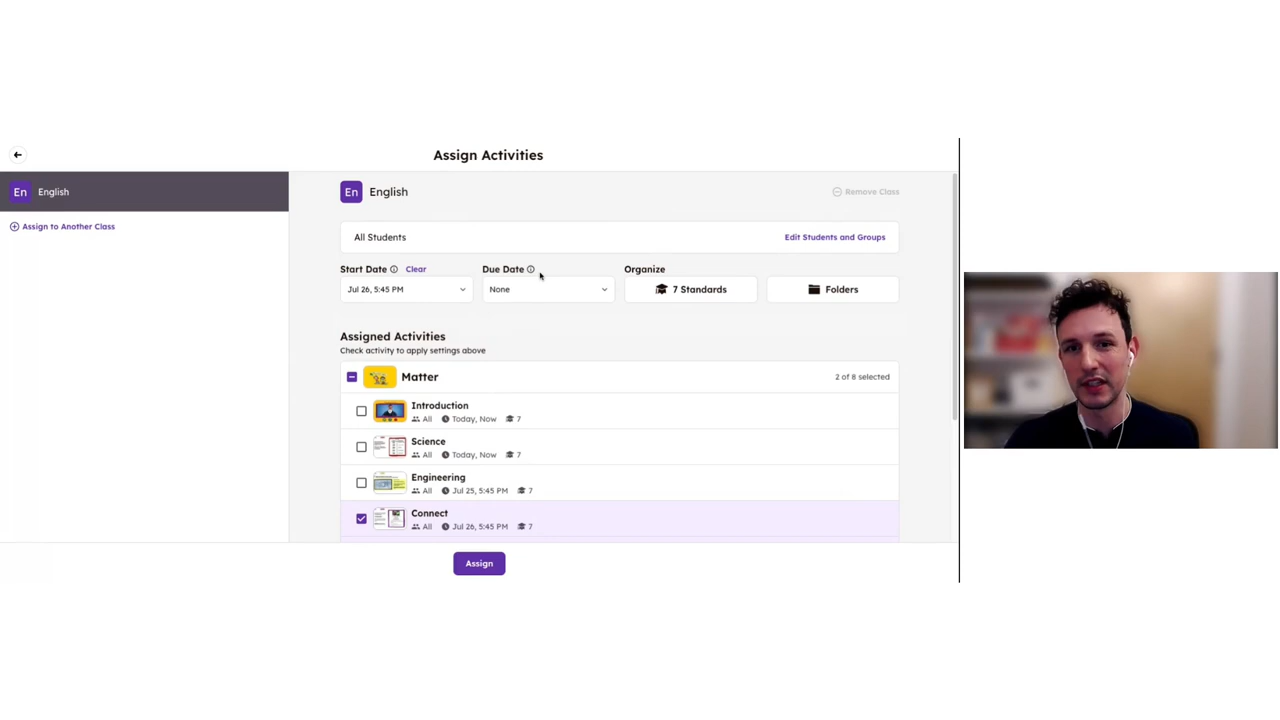 Assign Activities
En English
Assign to Another Class
En English
Remove Class
All Students
Edit Students and Groups
Start Date Clear
Due Date
Organize
Jul 26, 5:45 PM
None
7 Standards
Folders
Assigned Activities
Check activity to apply settings above
Matter
2 of 8 selected
Introduction
All Today, Now 7
Science
All Today, Now 7
Engineering
All Jul 25, 5:45 PM 7
Connect
All Jul 26, 5:45 PM 7
Assign